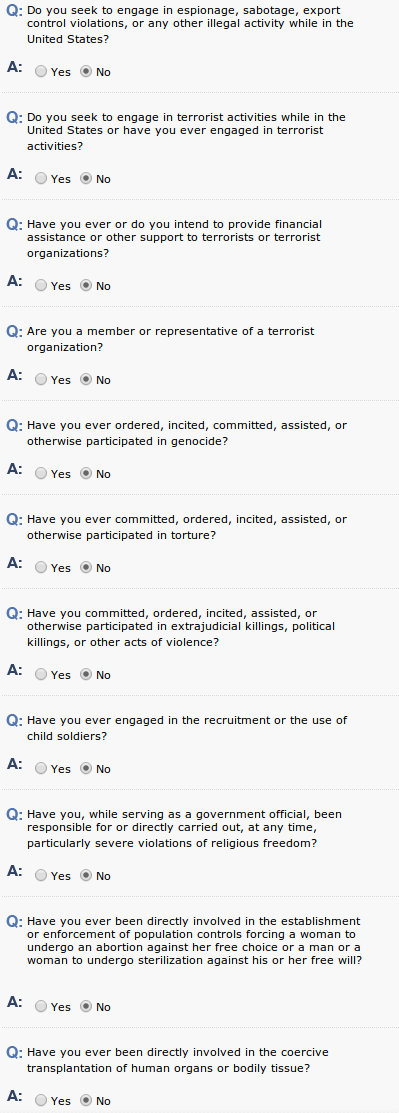 Q: Do you seek to engage in espionage, sabotage, export
control violations, or any other illegal activity while in the
United States?
A: Yes No
Q: Do you seek to engage in terrorist activities while in the
United States or have you ever engaged in terrorist
activities?
A: Yes No
Q: Have you ever or do you intend to provide financial
assistance or other support to terrorists or terrorist
organizations?
A: Yes No
Q: Are you a member or representative of a terrorist
organization?
A: Yes No
Q: Have you ever ordered, incited, committed, assisted, or
otherwise participated in genocide?
A: Yes No
Q: Have you ever committed, ordered, incited, assisted, or
otherwise participated in torture?
A: Yes No
Q: Have you committed, ordered, incited, assisted, or
otherwise participated in extrajudicial killings, political
killings, or other acts of violence?
A: Yes No
Q: Have you ever engaged in the recruitment or the use of
child soldiers?
A: Yes No
Q: Have you, while serving as a government official, been
responsible for or directly carried out, at any time,
particularly severe violations of religious freedom?
A: Yes No
Q: Have you ever been directly involved in the establishment
or enforcement of population controls forcing a woman to
undergo an abortion against her free choice or a man or a
woman to undergo sterilization against his or her free will?
A: Yes No
Q: Have you ever been directly involved in the coercive
transplantation of human organs or bodily tissue?
A: Yes No